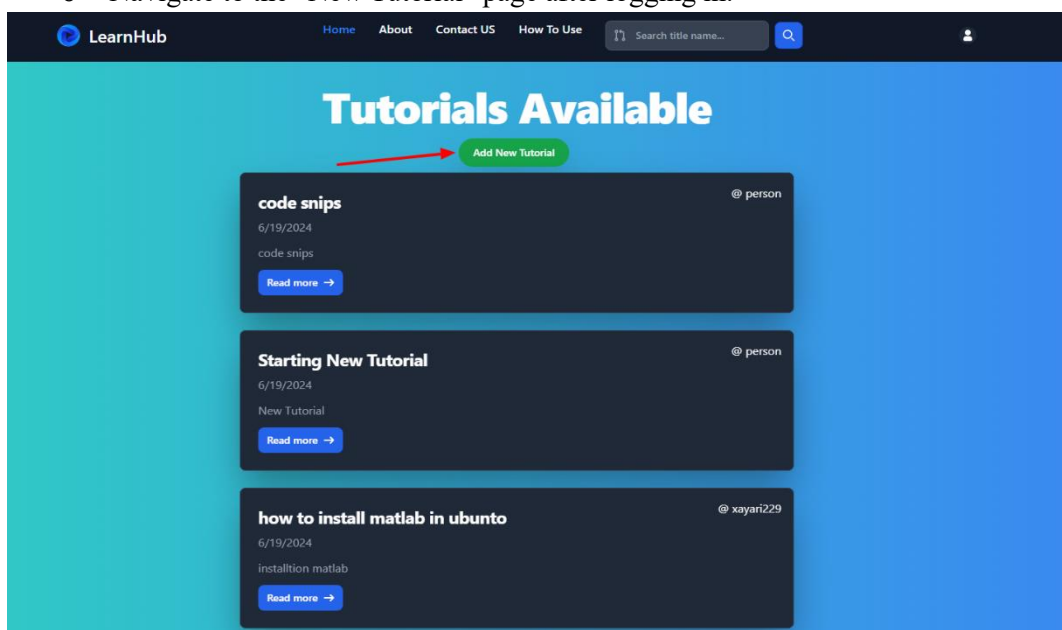 Navigate to the "New Tutorial" page after logging in.
LearnHub Home About Contact US How To Use Search title name...
Tutorials Available
Add New Tutorial
code snips @ person
6/19/2024
code snips
Read more →
Starting New Tutorial @ person
6/19/2024
New Tutorial
Read more →
how to install matlab in ubunto @ xayari229
6/19/2024
installtion matlab
Read more →